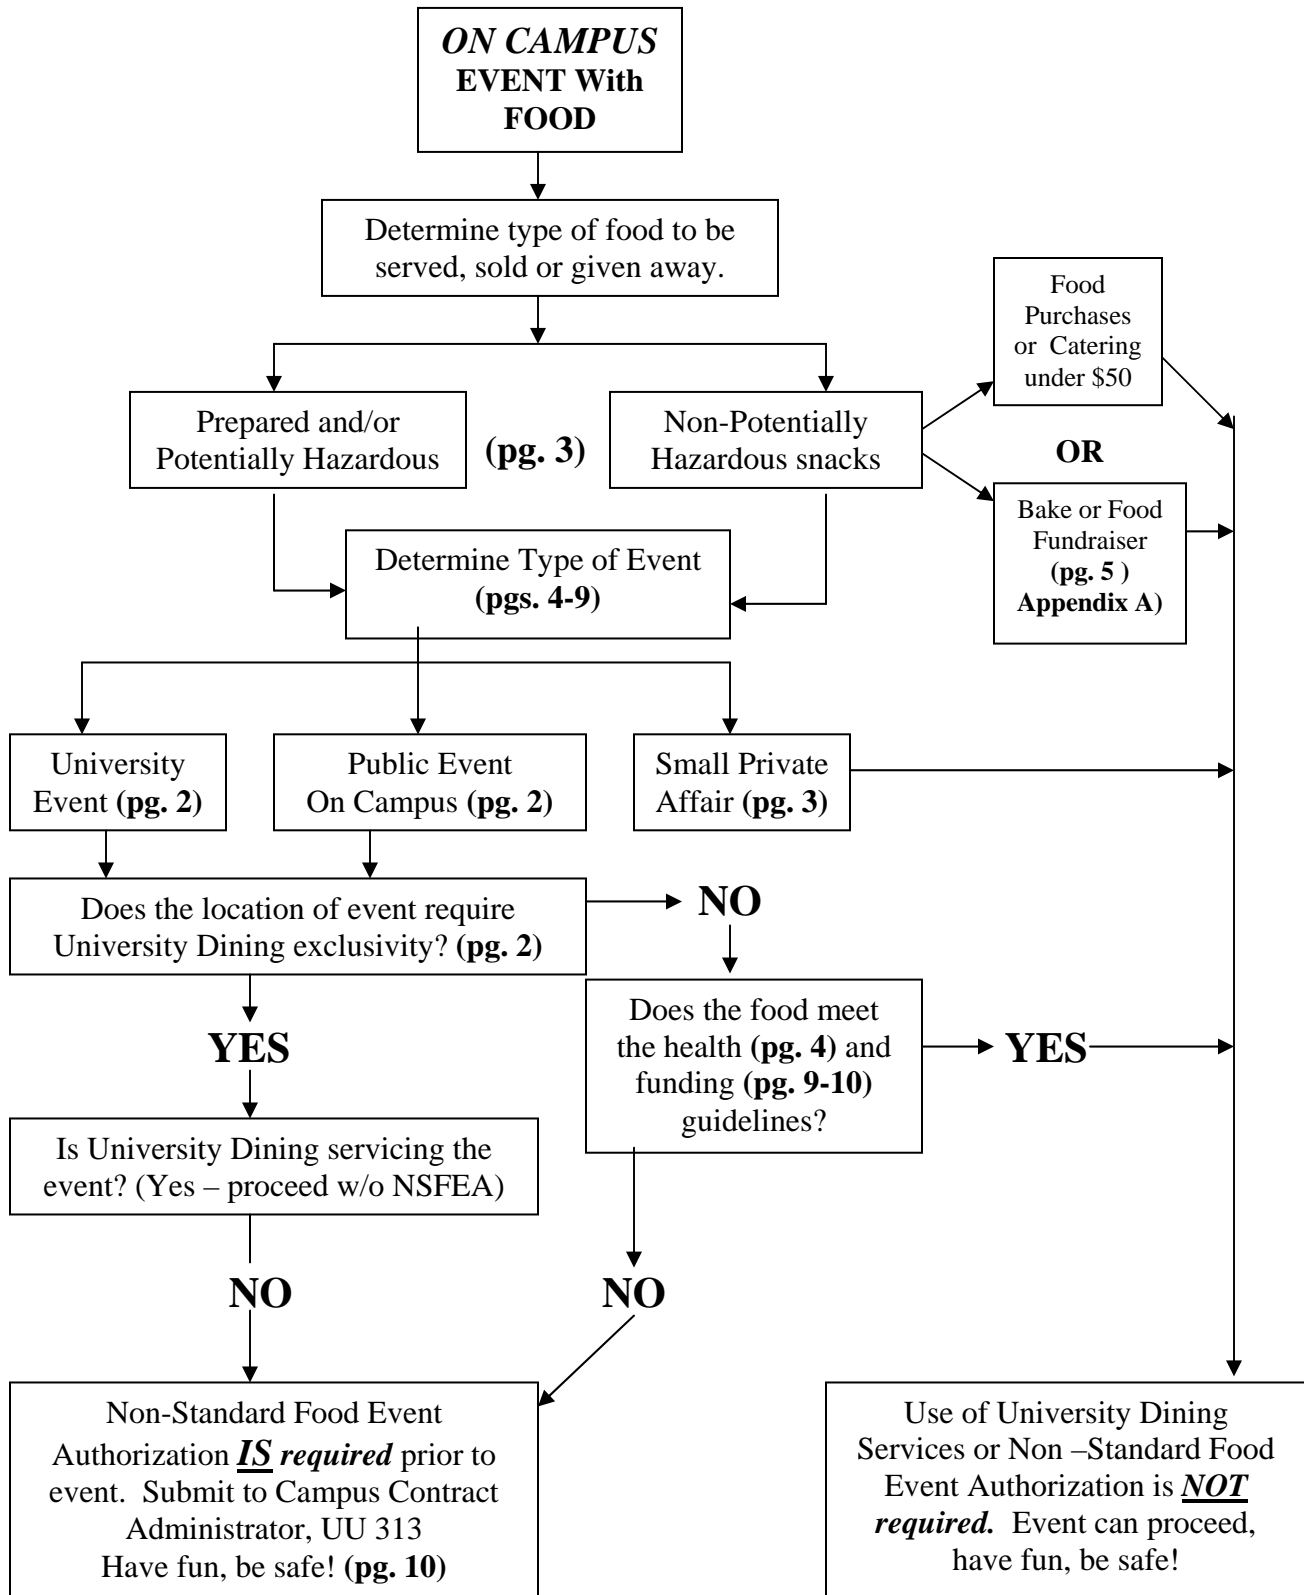 ON CAMPUS
EVENT With
FOOD
Determine type of food to be
served, sold or given away.
Food
Purchases
or Catering
under $50
Prepared and/or
Potentially Hazardous
(pg. 3)
Non-Potentially
Hazardous snacks
OR
Bake or Food
Fundraiser
(pg. 5 )
Appendix A)
Determine Type of Event
(pgs. 4-9)
University
Event (pg. 2)
Public Event
On Campus (pg. 2)
Small Private
Affair (pg. 3)
Does the location of event require
University Dining exclusivity? (pg. 2)
NO
YES
Does the food meet
the health (pg. 4) and
funding (pg. 9-10)
guidelines?
YES
Is University Dining servicing the
event? (Yes – proceed w/o NSFEA)
NO
NO
Non-Standard Food Event
Authorization IS required prior to
event. Submit to Campus Contract
Administrator, UU 313
Have fun, be safe! (pg. 10)
Use of University Dining
Services or Non –Standard Food
Event Authorization is NOT
required. Event can proceed,
have fun, be safe!